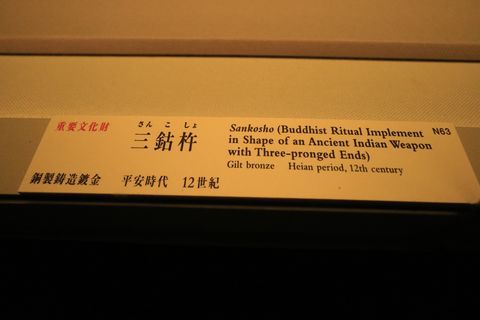 重要文化財
さんこしょ
三鈷杵
銅製鋳造鍍金 平安時代 12世紀
Sankosho (Buddhist Ritual Implement
in Shape of an Ancient Indian Weapon
with Three-pronged Ends)
Gilt bronze Heian period, 12th century
N63